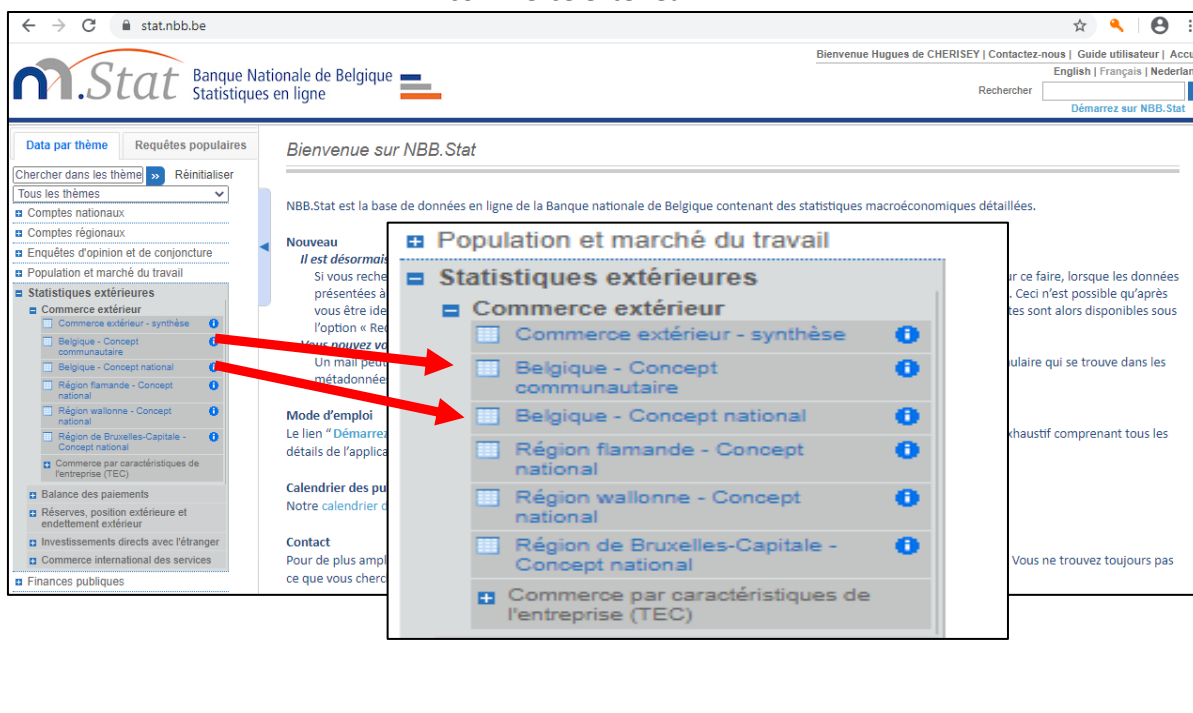 stat.nbb.be
Bienvenue Hugues de CHERISEY | Contactez-nous | Guide utilisateur | Accu
English | Français | Nederlan
Rechercher
Démarrez sur NBB.Stat
n.Stat
Banque Nationale de Belgique
Statistiques en ligne
Data par thème
Requêtes populaires
Chercher dans les thème
»
Réinitialiser
Tous les thèmes
Comptes nationaux
Comptes régionaux
Enquêtes d'opinion et de conjoncture
Population et marché du travail
Statistiques extérieures
Commerce extérieur
Commerce extérieur - synthèse
Belgique - Concept
communautaire
Belgique - Concept national
Région flamande - Concept
national
Région wallonne - Concept
national
Région de Bruxelles-Capitale -
Concept national
Commerce par caractéristiques de
l'entreprise (TEC)
Balance des paiements
Réserves, position extérieure et
endettement extérieur
Investissements directs avec l'étranger
Commerce international des services
Finances publiques
Bienvenue sur NBB.Stat
NBB.Stat est la base de données en ligne de la Banque nationale de Belgique contenant des statistiques macroéconomiques détaillées.
Nouveau
Il est désormais
Si vous reche
ur ce faire, lorsque les données
présentées à
. Ceci n'est possible qu'après
vous être ide
tes sont alors disponibles sous
l'option « Rec
Vous pouvez vo
Un mail peut
ulaire qui se trouve dans les
métadonnées
Mode d'emploi
Le lien " Démarrez
xhaustif comprenant tous les
détails de l'applica
Calendrier des pu
Notre calendrier d
Contact
Pour de plus ampl
Vous ne trouvez toujours pas
ce que vous cherc
Population et marché du travail
Statistiques extérieures
Commerce extérieur
Commerce extérieur - synthèse
Belgique - Concept
communautaire
Belgique - Concept national
Région flamande - Concept
national
Région wallonne - Concept
national
Région de Bruxelles-Capitale -
Concept national
Commerce par caractéristiques de
l'entreprise (TEC)